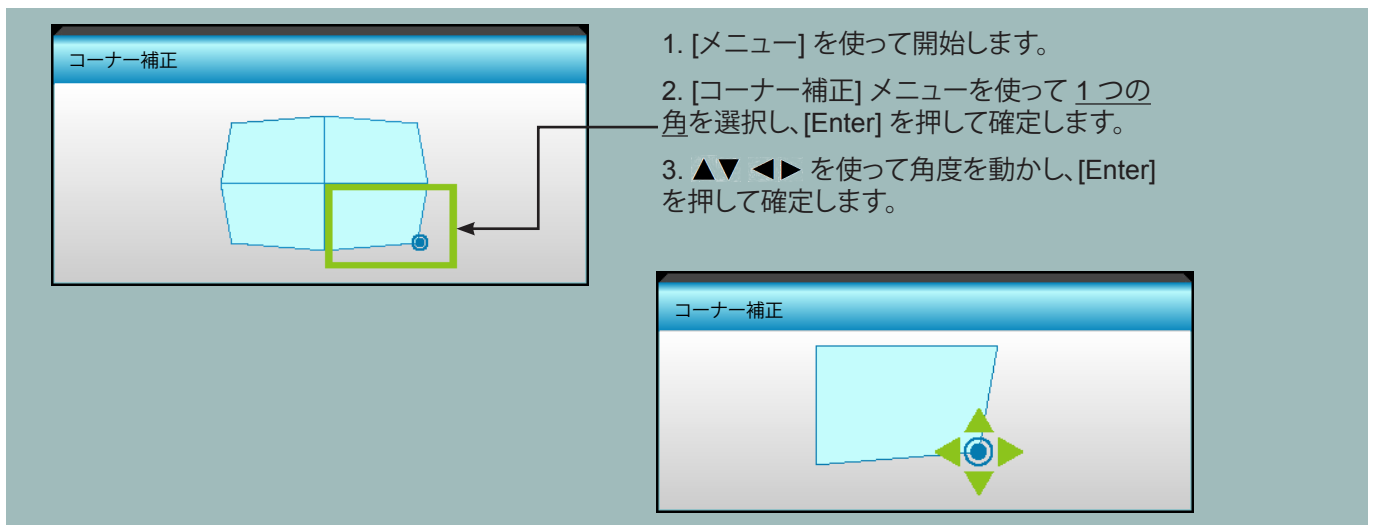 コーナー補正
1. [メニュー] を使って開始します。
2. [コーナー補正] メニューを使って 1 つの
角を選択し、[Enter] を押して確定します。
3. ▲▼ ◀▶ を使って角度を動かし、[Enter]
を押して確定します。
コーナー補正